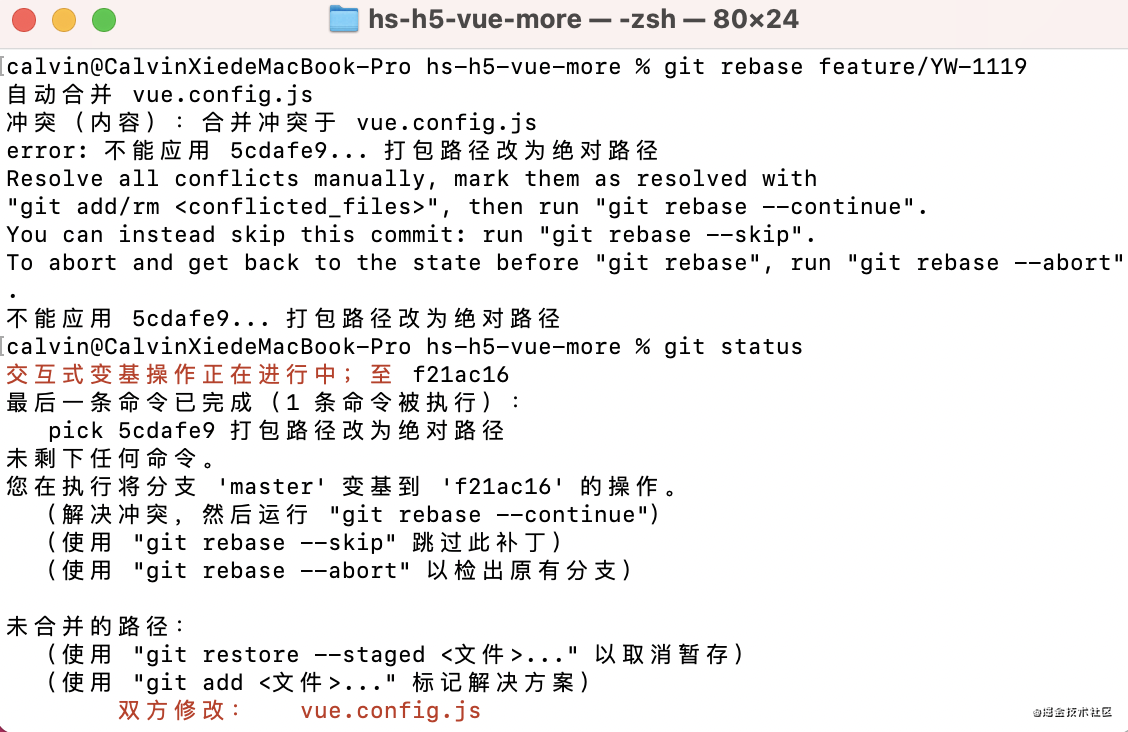 hs-h5-vue-more — -zsh — 80×24
calvin@CalvinXiedeMacBook-Pro hs-h5-vue-more % git rebase feature/YW-1119
自动合并 vue.config.js
冲突（内容）：合并冲突于 vue.config.js
error: 不能应用 5cdafe9... 打包路径改为绝对路径
Resolve all conflicts manually, mark them as resolved with
"git add/rm <conflicted_files>", then run "git rebase --continue".
You can instead skip this commit: run "git rebase --skip".
To abort and get back to the state before "git rebase", run "git rebase --abort"
.
不能应用 5cdafe9... 打包路径改为绝对路径
calvin@CalvinXiedeMacBook-Pro hs-h5-vue-more % git status
交互式变基操作正在进行中；至 f21ac16
最后一条命令已完成（1 条命令被执行）：
pick 5cdafe9 打包路径改为绝对路径
未剩下任何命令。
您在执行将分支 'master' 变基到 'f21ac16' 的操作。
（解决冲突，然后运行 "git rebase --continue"）
（使用 "git rebase --skip" 跳过此补丁）
（使用 "git rebase --abort" 以检出原有分支）
未合并的路径：
（使用 "git restore --staged <文件>..." 以取消暂存）
（使用 "git add <文件>..." 标记解决方案）
双方修改： vue.config.js
@掘金技术社区